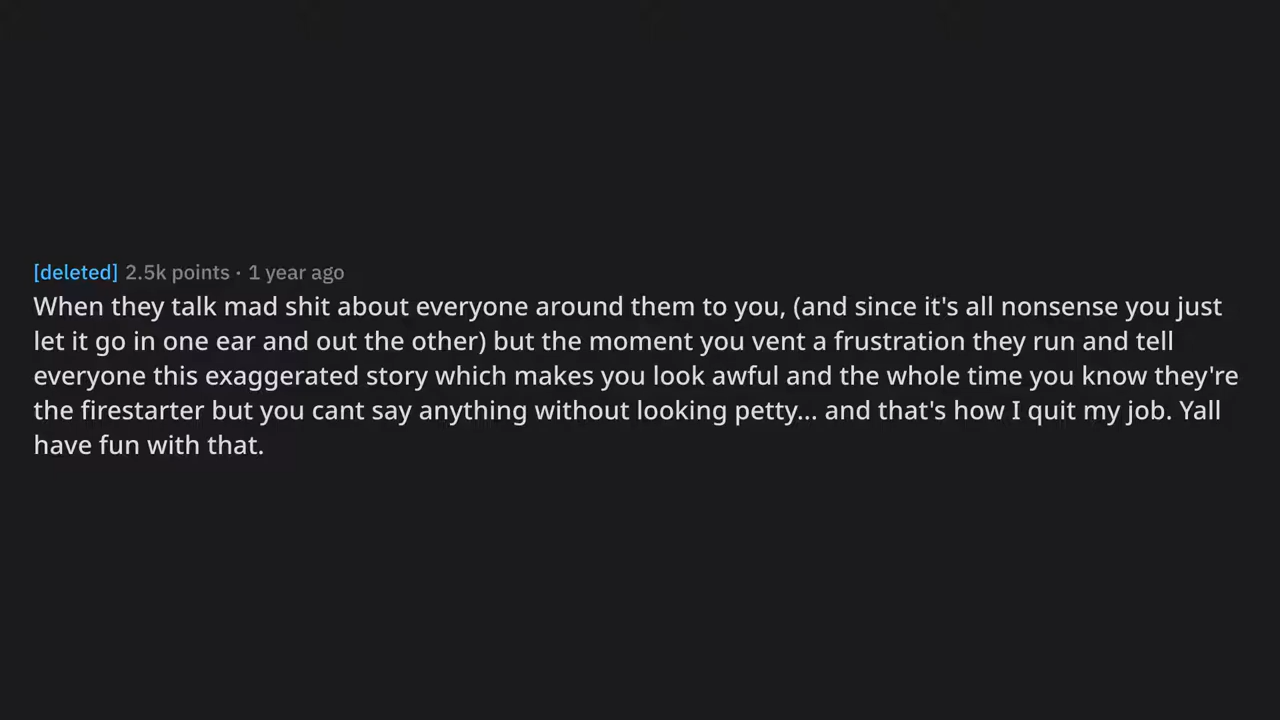 [deleted] 2.5k points · 1 year ago
When they talk mad shit about everyone around them to you, (and since it's all nonsense you just
let it go in one ear and out the other) but the moment you vent a frustration they run and tell
everyone this exaggerated story which makes you look awful and the whole time you know they're
the firestarter but you cant say anything without looking petty... and that's how I quit my job. Yall
have fun with that.